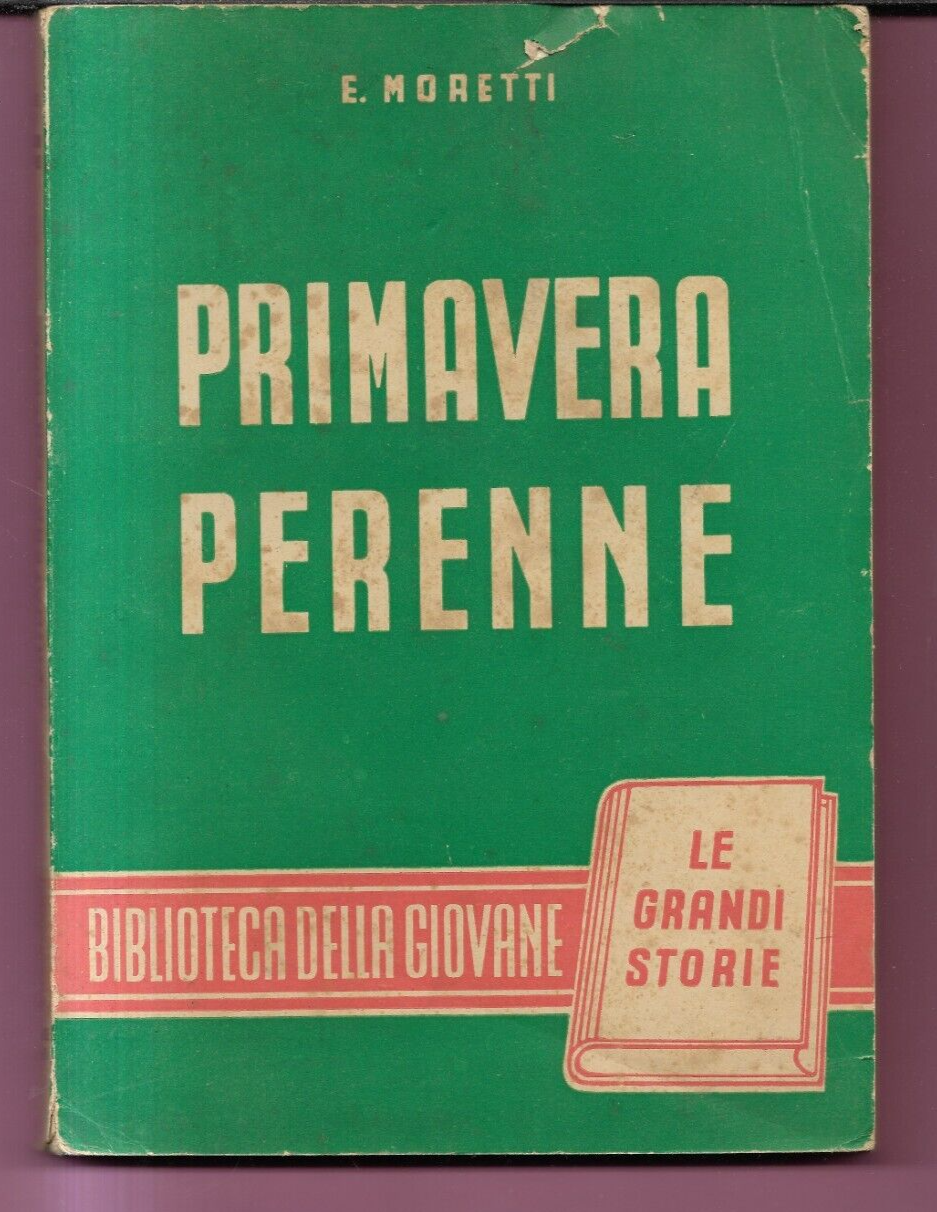 E. MORETTI
PRIMAVERA
PERENNE
BIBLIOTECA DELLA GIOVANE
LE
GRANDI
STORIE